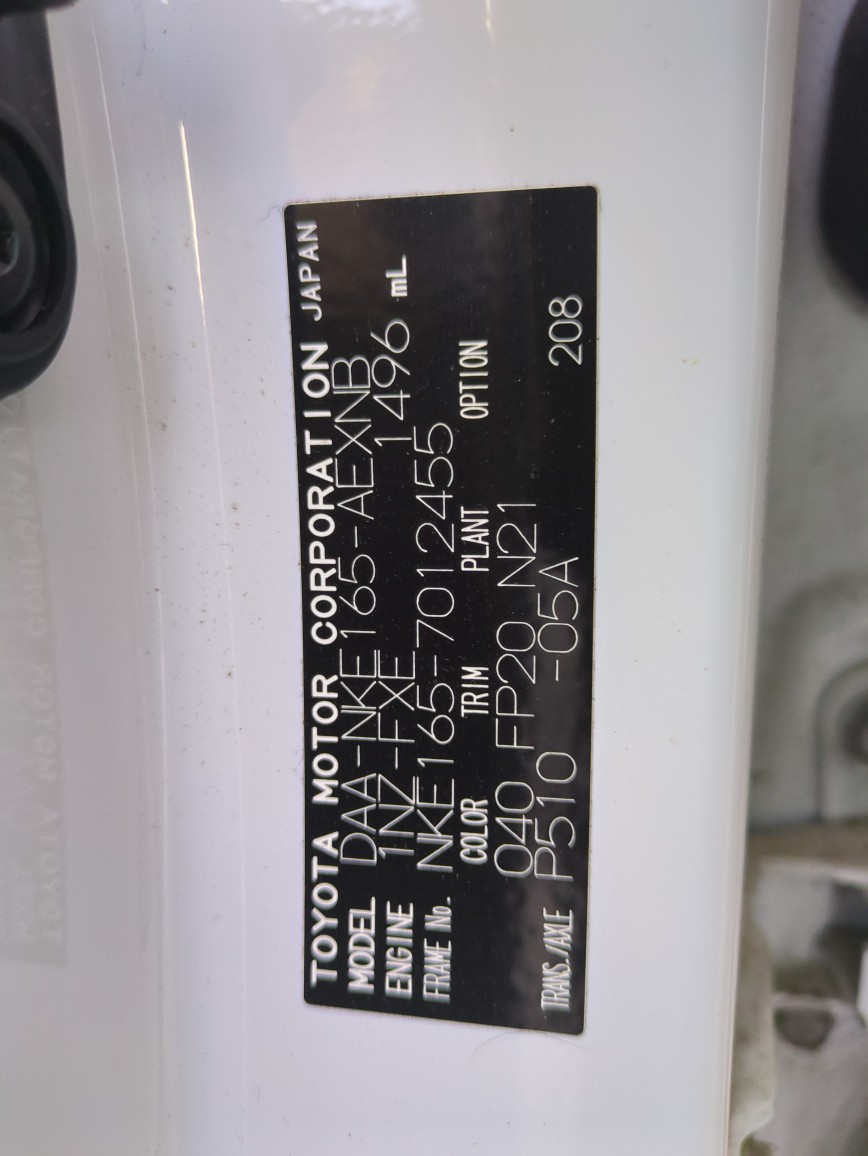 TOYOTA MOTOR CORPORATION JAPAN
MODEL DAA-NKE165-AEXNB
ENGINE 1NZ-FXE 1496 mL
FRAME No. NKE165-7012455
COLOR TRIM PLANT OPTION
040 FP20 N21
TRANS./AXLE P510 -05A 208